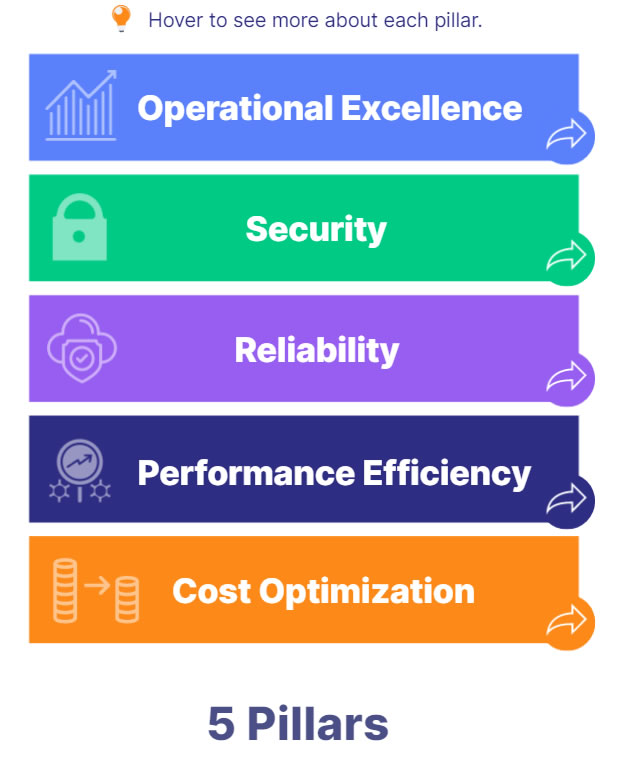 Hover to see more about each pillar.
Operational Excellence
Security
Reliability
Performance Efficiency
Cost Optimization
5 Pillars